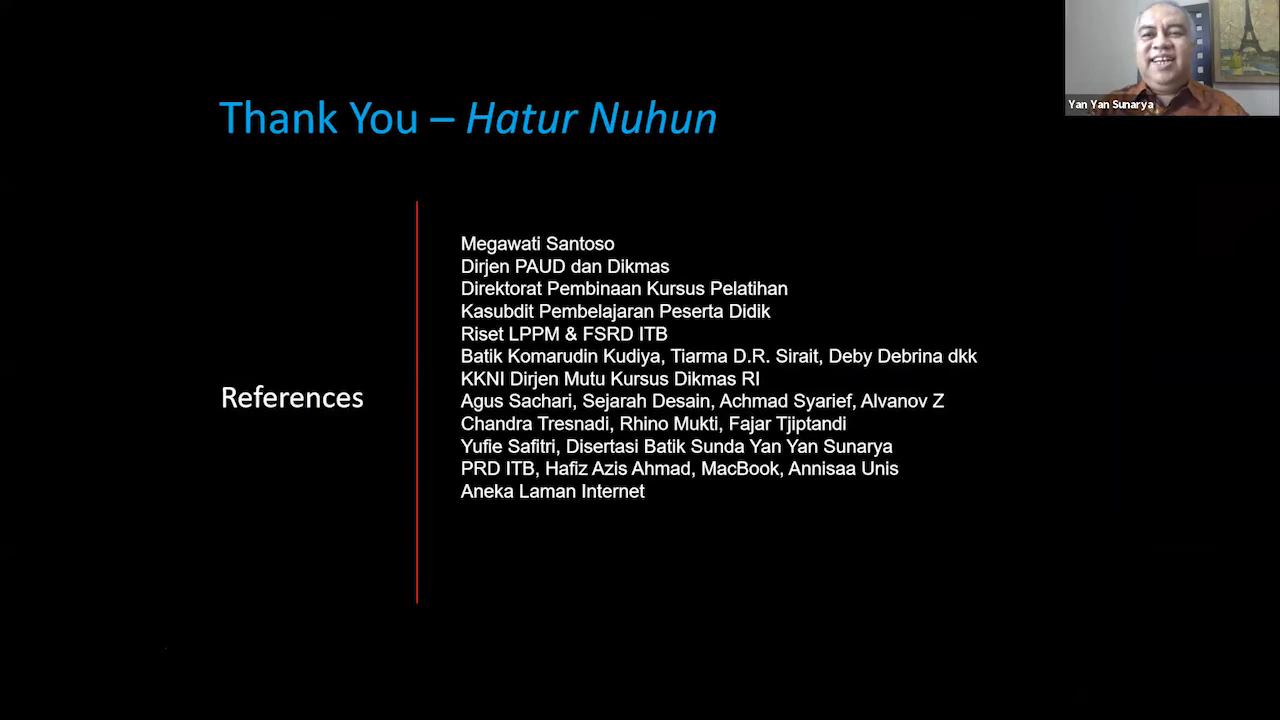 Yan Yan Sunarya
Thank You – Hatur Nuhun
References
Megawati Santoso
Dirjen PAUD dan Dikmas
Direktorat Pembinaan Kursus Pelatihan
Kasubdit Pembelajaran Peserta Didik
Riset LPPM & FSRD ITB
Batik Komarudin Kudiya, Tiarma D.R. Sirait, Deby Debrina dkk
KKNI Dirjen Mutu Kursus Dikmas RI
Agus Sachari, Sejarah Desain, Achmad Syarief, Alvanov Z
Chandra Tresnadi, Rhino Mukti, Fajar Tjiptandi
Yufie Safitri, Disertasi Batik Sunda Yan Yan Sunarya
PRD ITB, Hafiz Azis Ahmad, MacBook, Annisaa Unis
Aneka Laman Internet